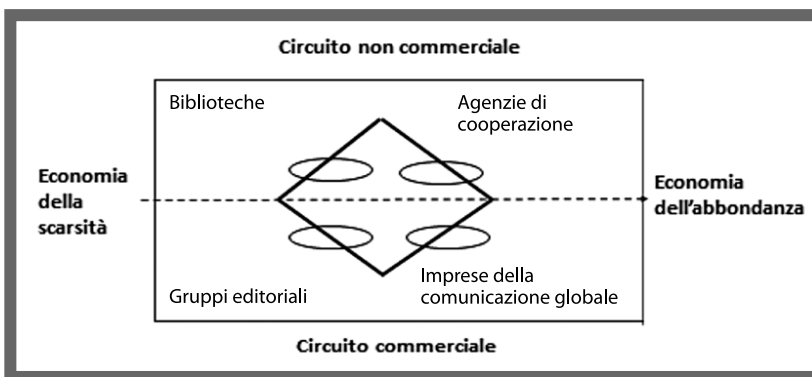 Circuito non commerciale
Biblioteche
Agenzie di
cooperazione
Economia
della
scarsità
Economia
dell'abbondanza
Gruppi editoriali
Imprese della
comunicazione globale
Circuito commerciale